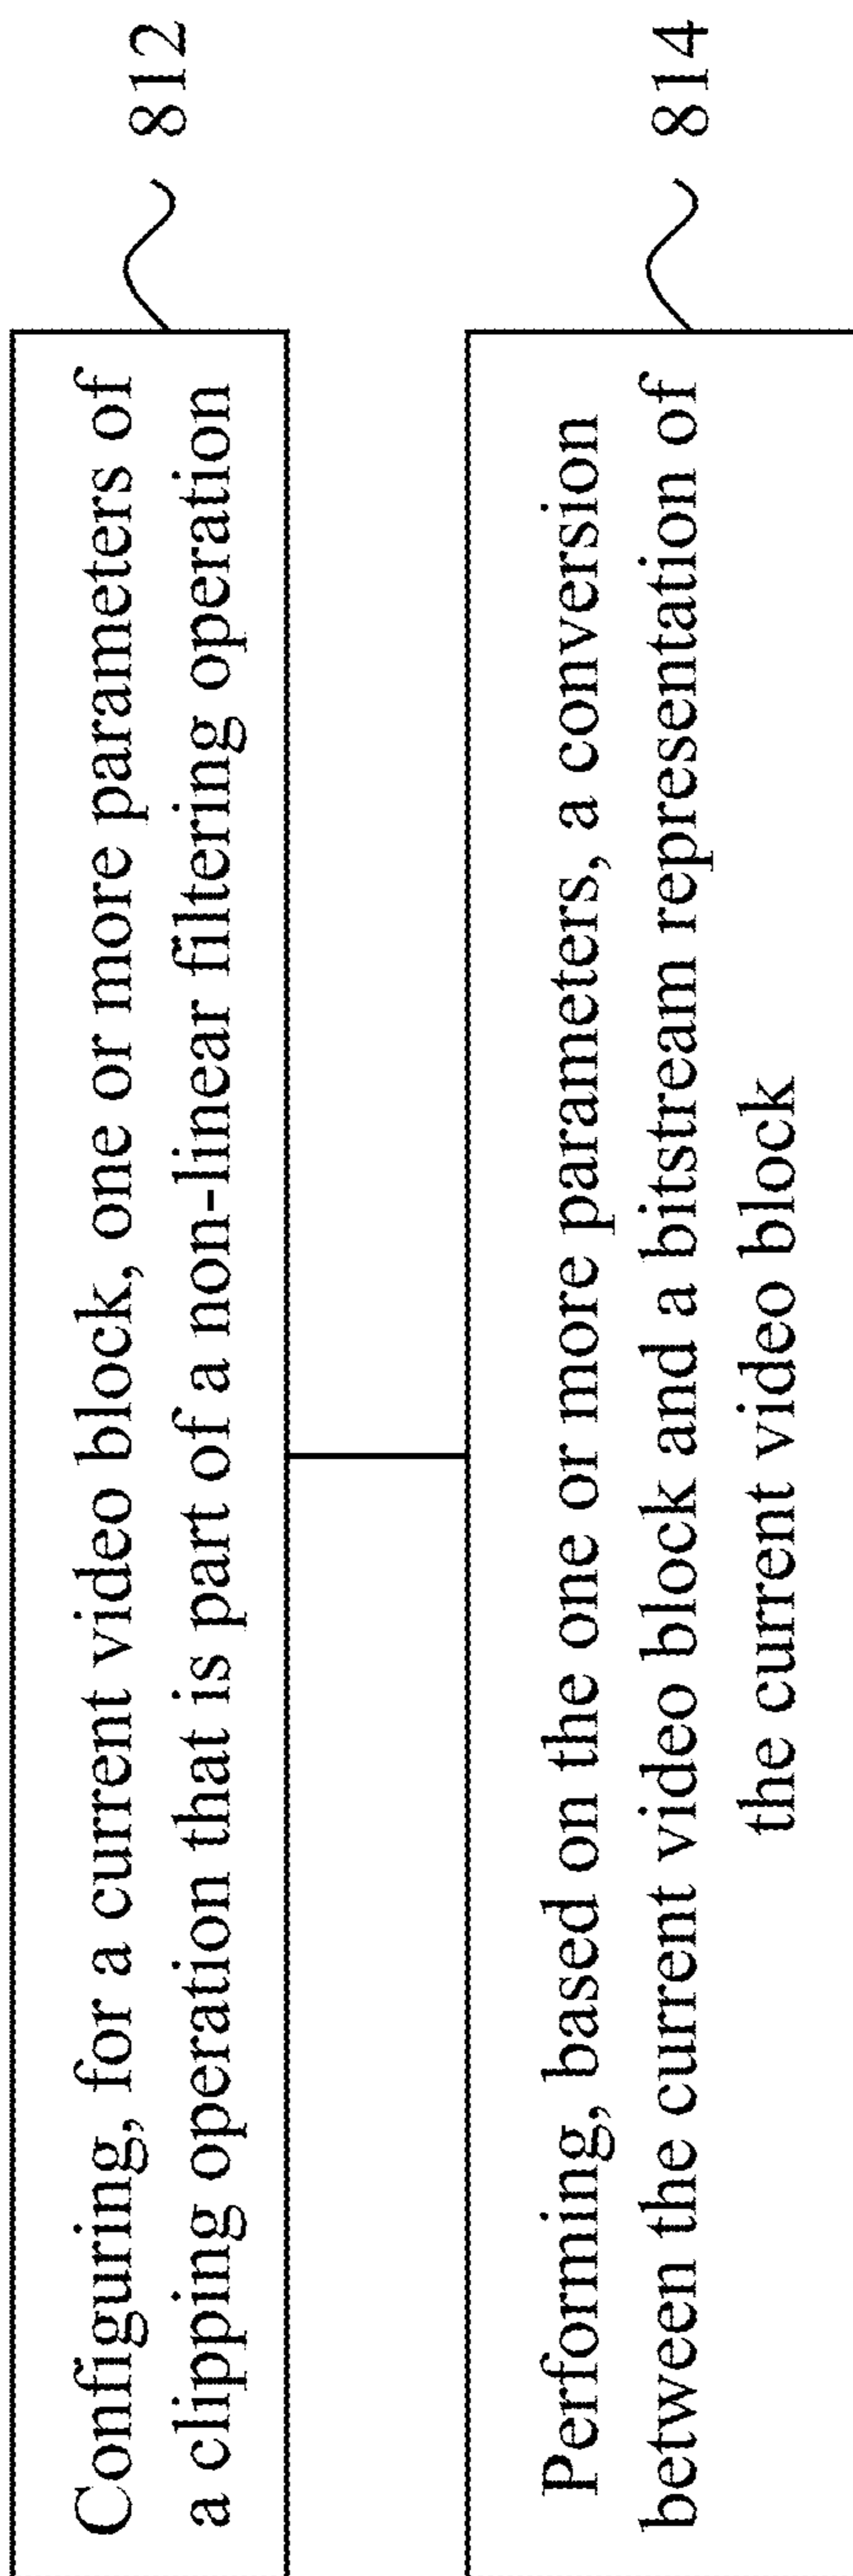 Configuring, for a current video block, one or more parameters of
a clipping operation that is part of a non-linear filtering operation
812
Performing, based on the one or more parameters, a conversion
between the current video block and a bitstream representation of
the current video block
814